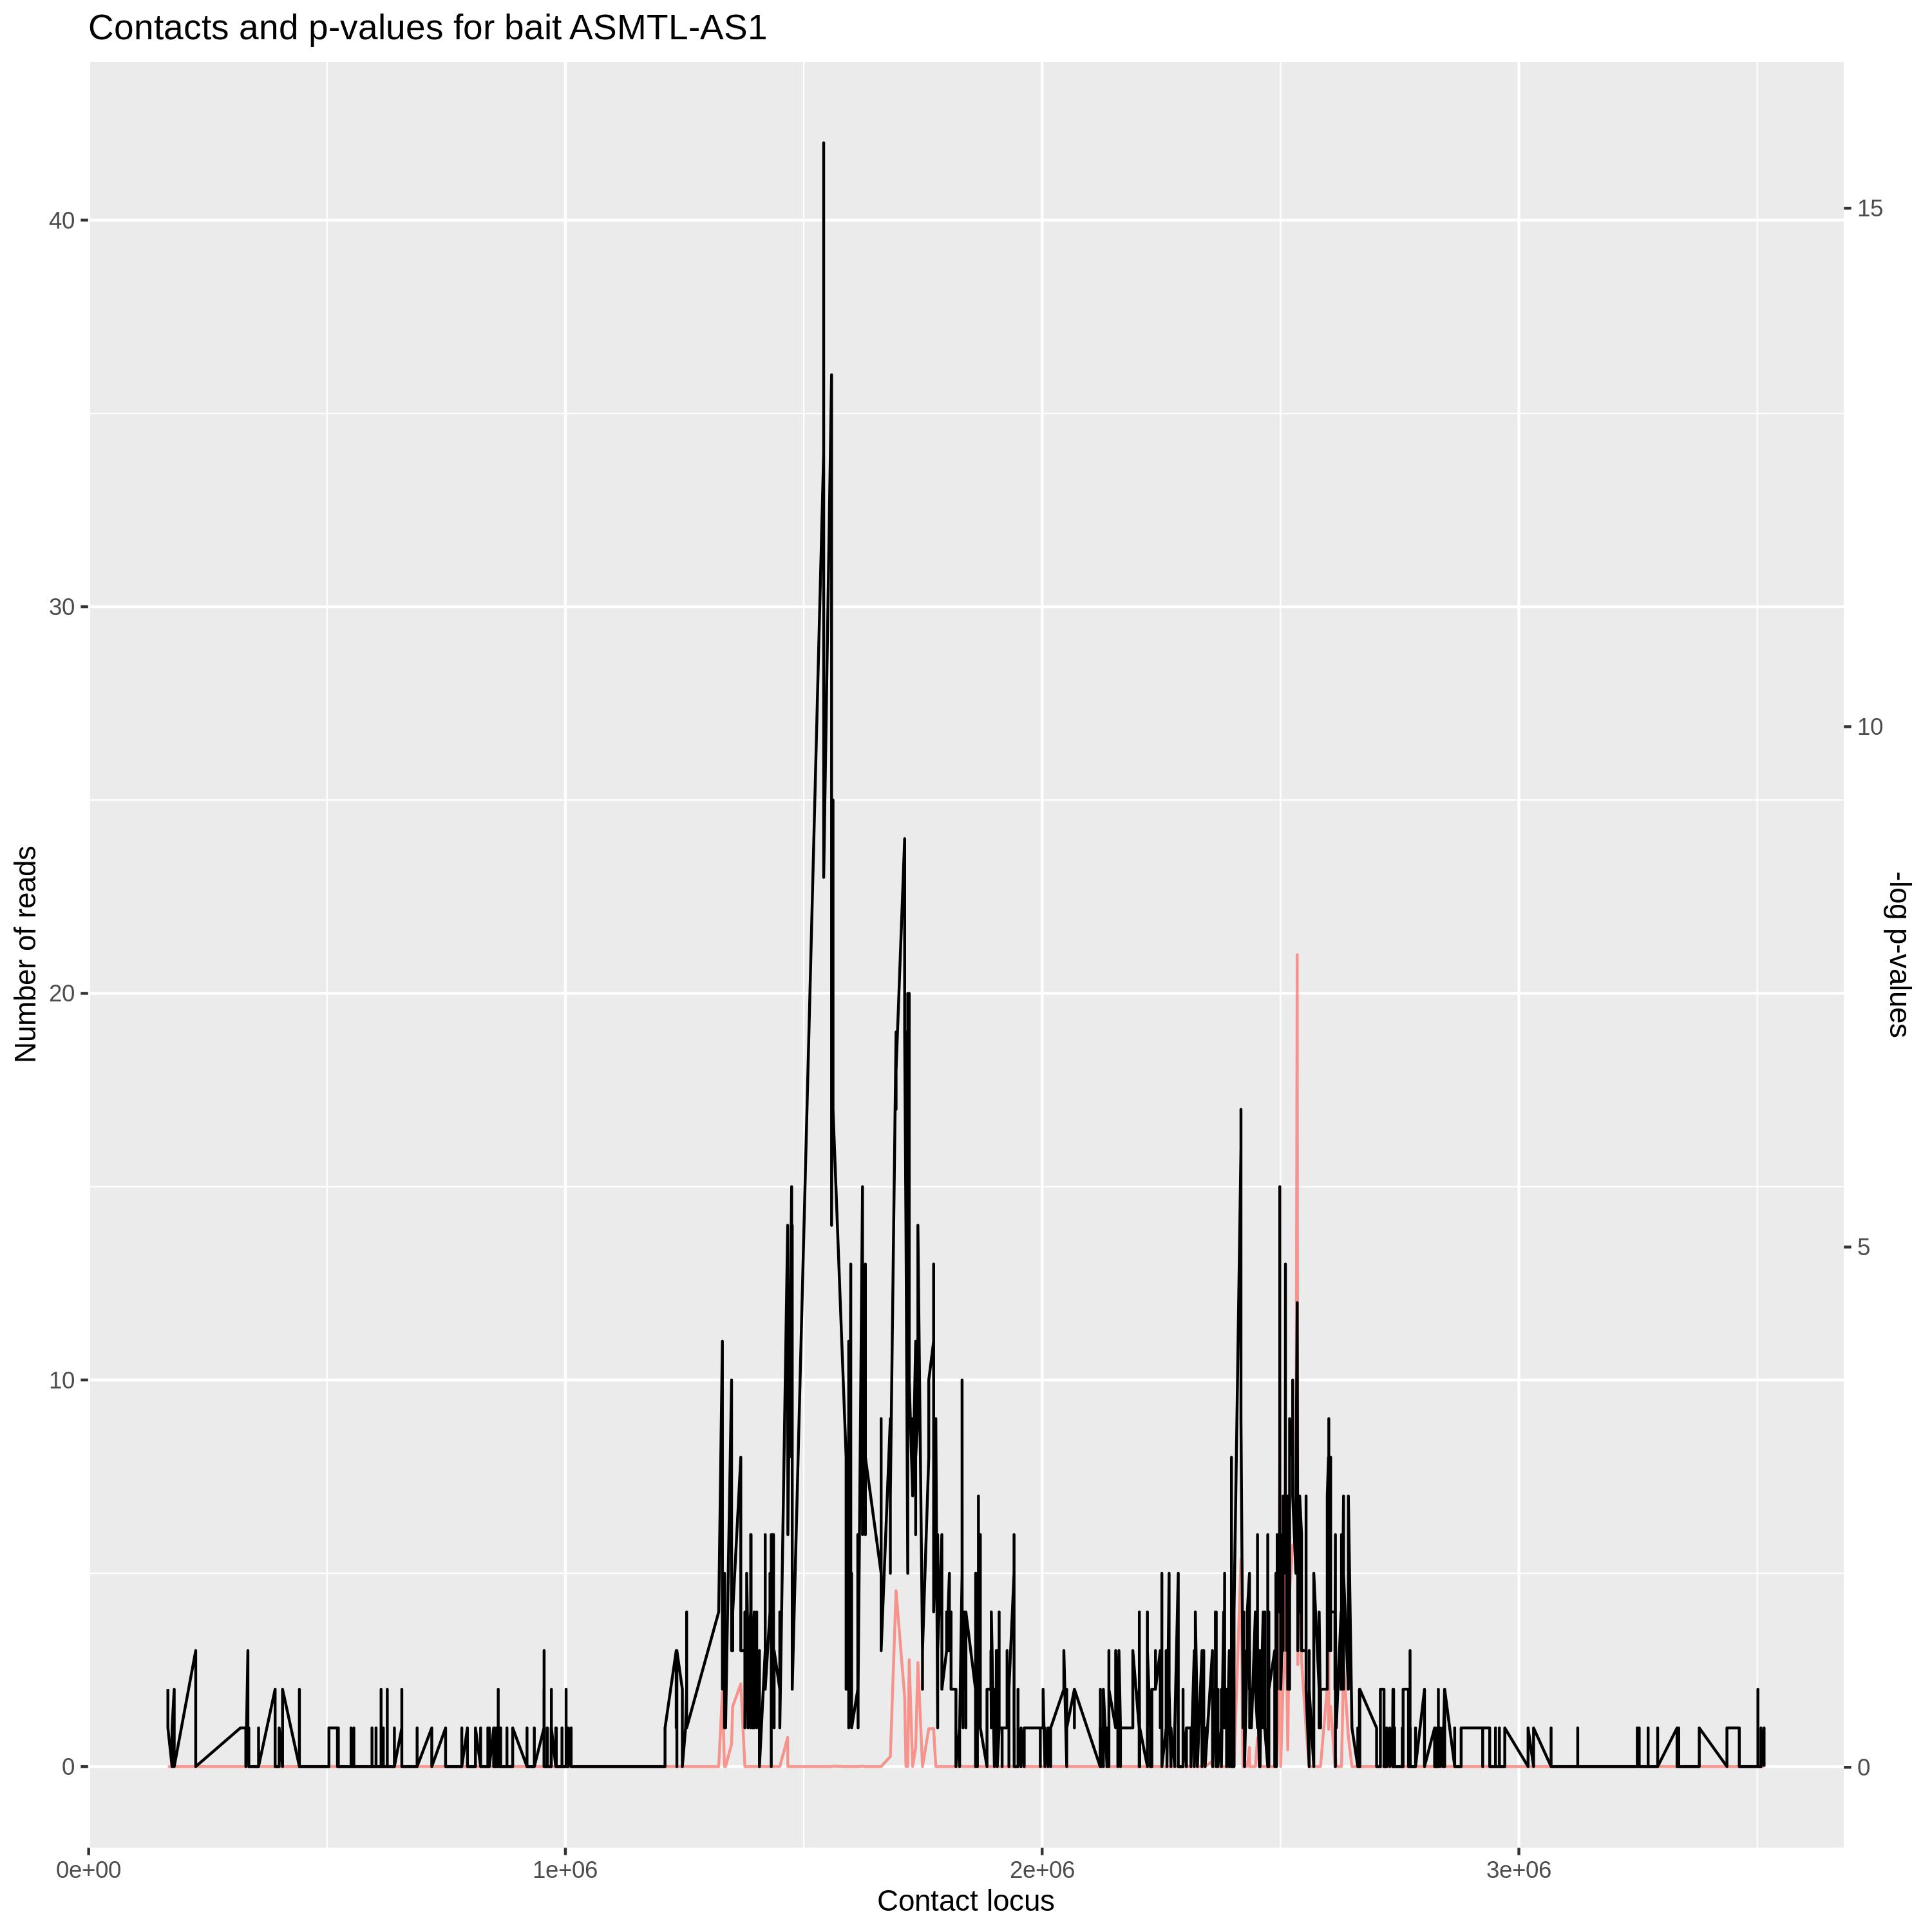 Contacts and p-values for bait ASMTL-AS1
40
30
20
10
0
Number of reads
15
10
5
0
-log p-values
0e+00 1e+06 2e+06 3e+06
Contact locus